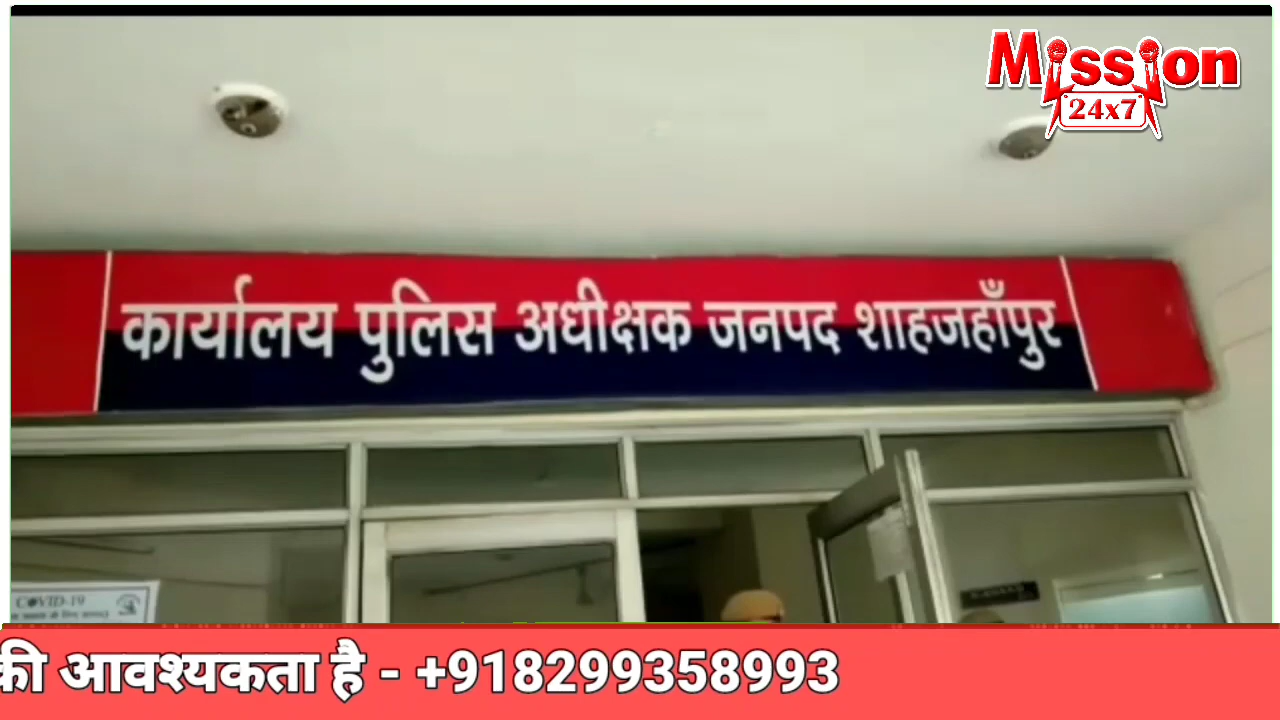 Mission
24x7
कार्यालय पुलिस अधीक्षक जनपद शाहजहाँपुर
COVID-19
की आवश्यकता है - +918299358993